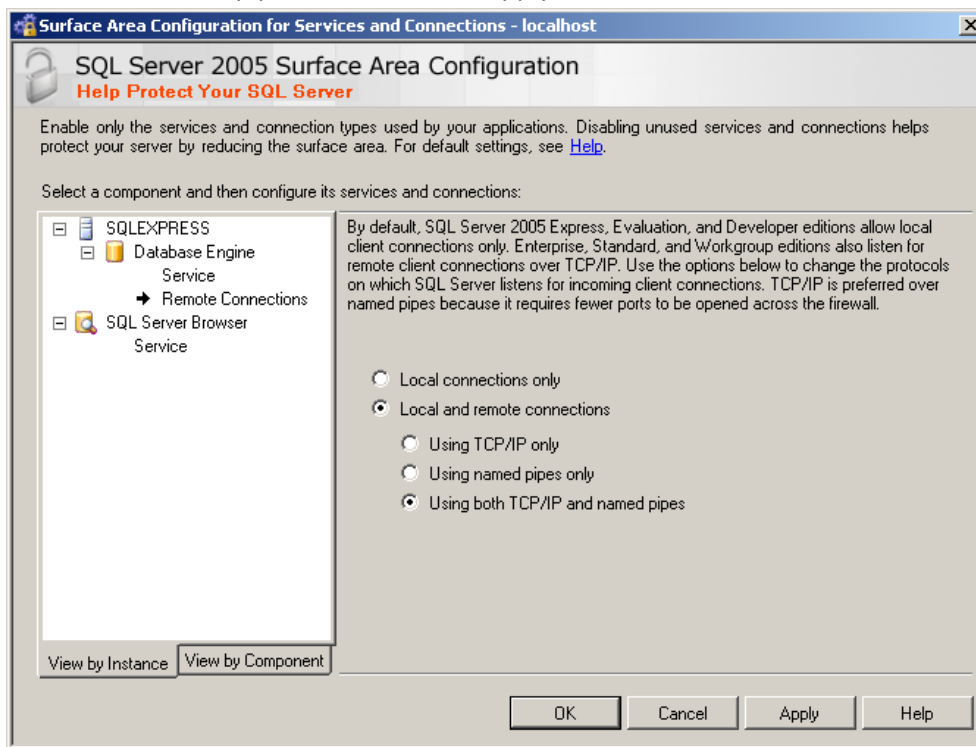 Surface Area Configuration for Services and Connections - localhost
SQL Server 2005 Surface Area Configuration
Help Protect Your SQL Server
Enable only the services and connection types used by your applications. Disabling unused services and connections helps
protect your server by reducing the surface area. For default settings, see Help.
Select a component and then configure its services and connections:
SQLEXPRESS
Database Engine
Service
Remote Connections
SQL Server Browser
Service
By default, SQL Server 2005 Express, Evaluation, and Developer editions allow local
client connections only. Enterprise, Standard, and Workgroup editions also listen for
remote client connections over TCP/IP. Use the options below to change the protocols
on which SQL Server listens for incoming client connections. TCP/IP is preferred over
named pipes because it requires fewer ports to be opened across the firewall.
Local connections only
Local and remote connections
Using TCP/IP only
Using named pipes only
Using both TCP/IP and named pipes
View by Instance View by Component
OK Cancel Apply Help